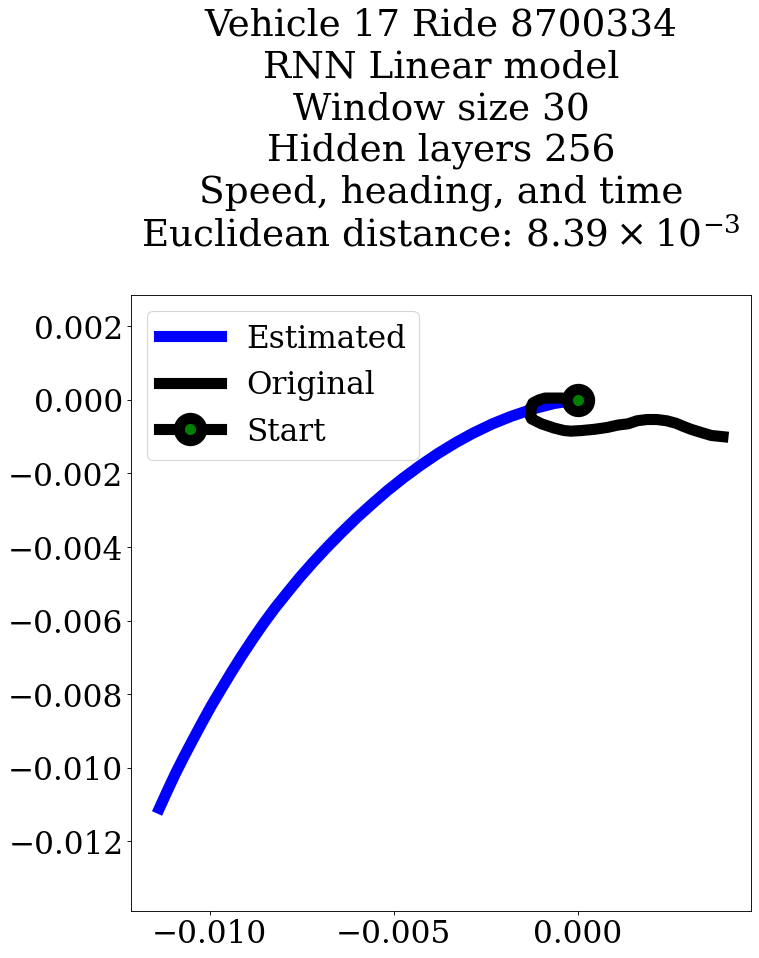 Vehicle 17 Ride 8700334
RNN Linear model
Window size 30
Hidden layers 256
Speed, heading, and time
Euclidean distance: 8.39 × 10⁻³
Estimated
Original
Start
0.002
0.000
−0.002
−0.004
−0.006
−0.008
−0.010
−0.012
−0.010 −0.005 0.000